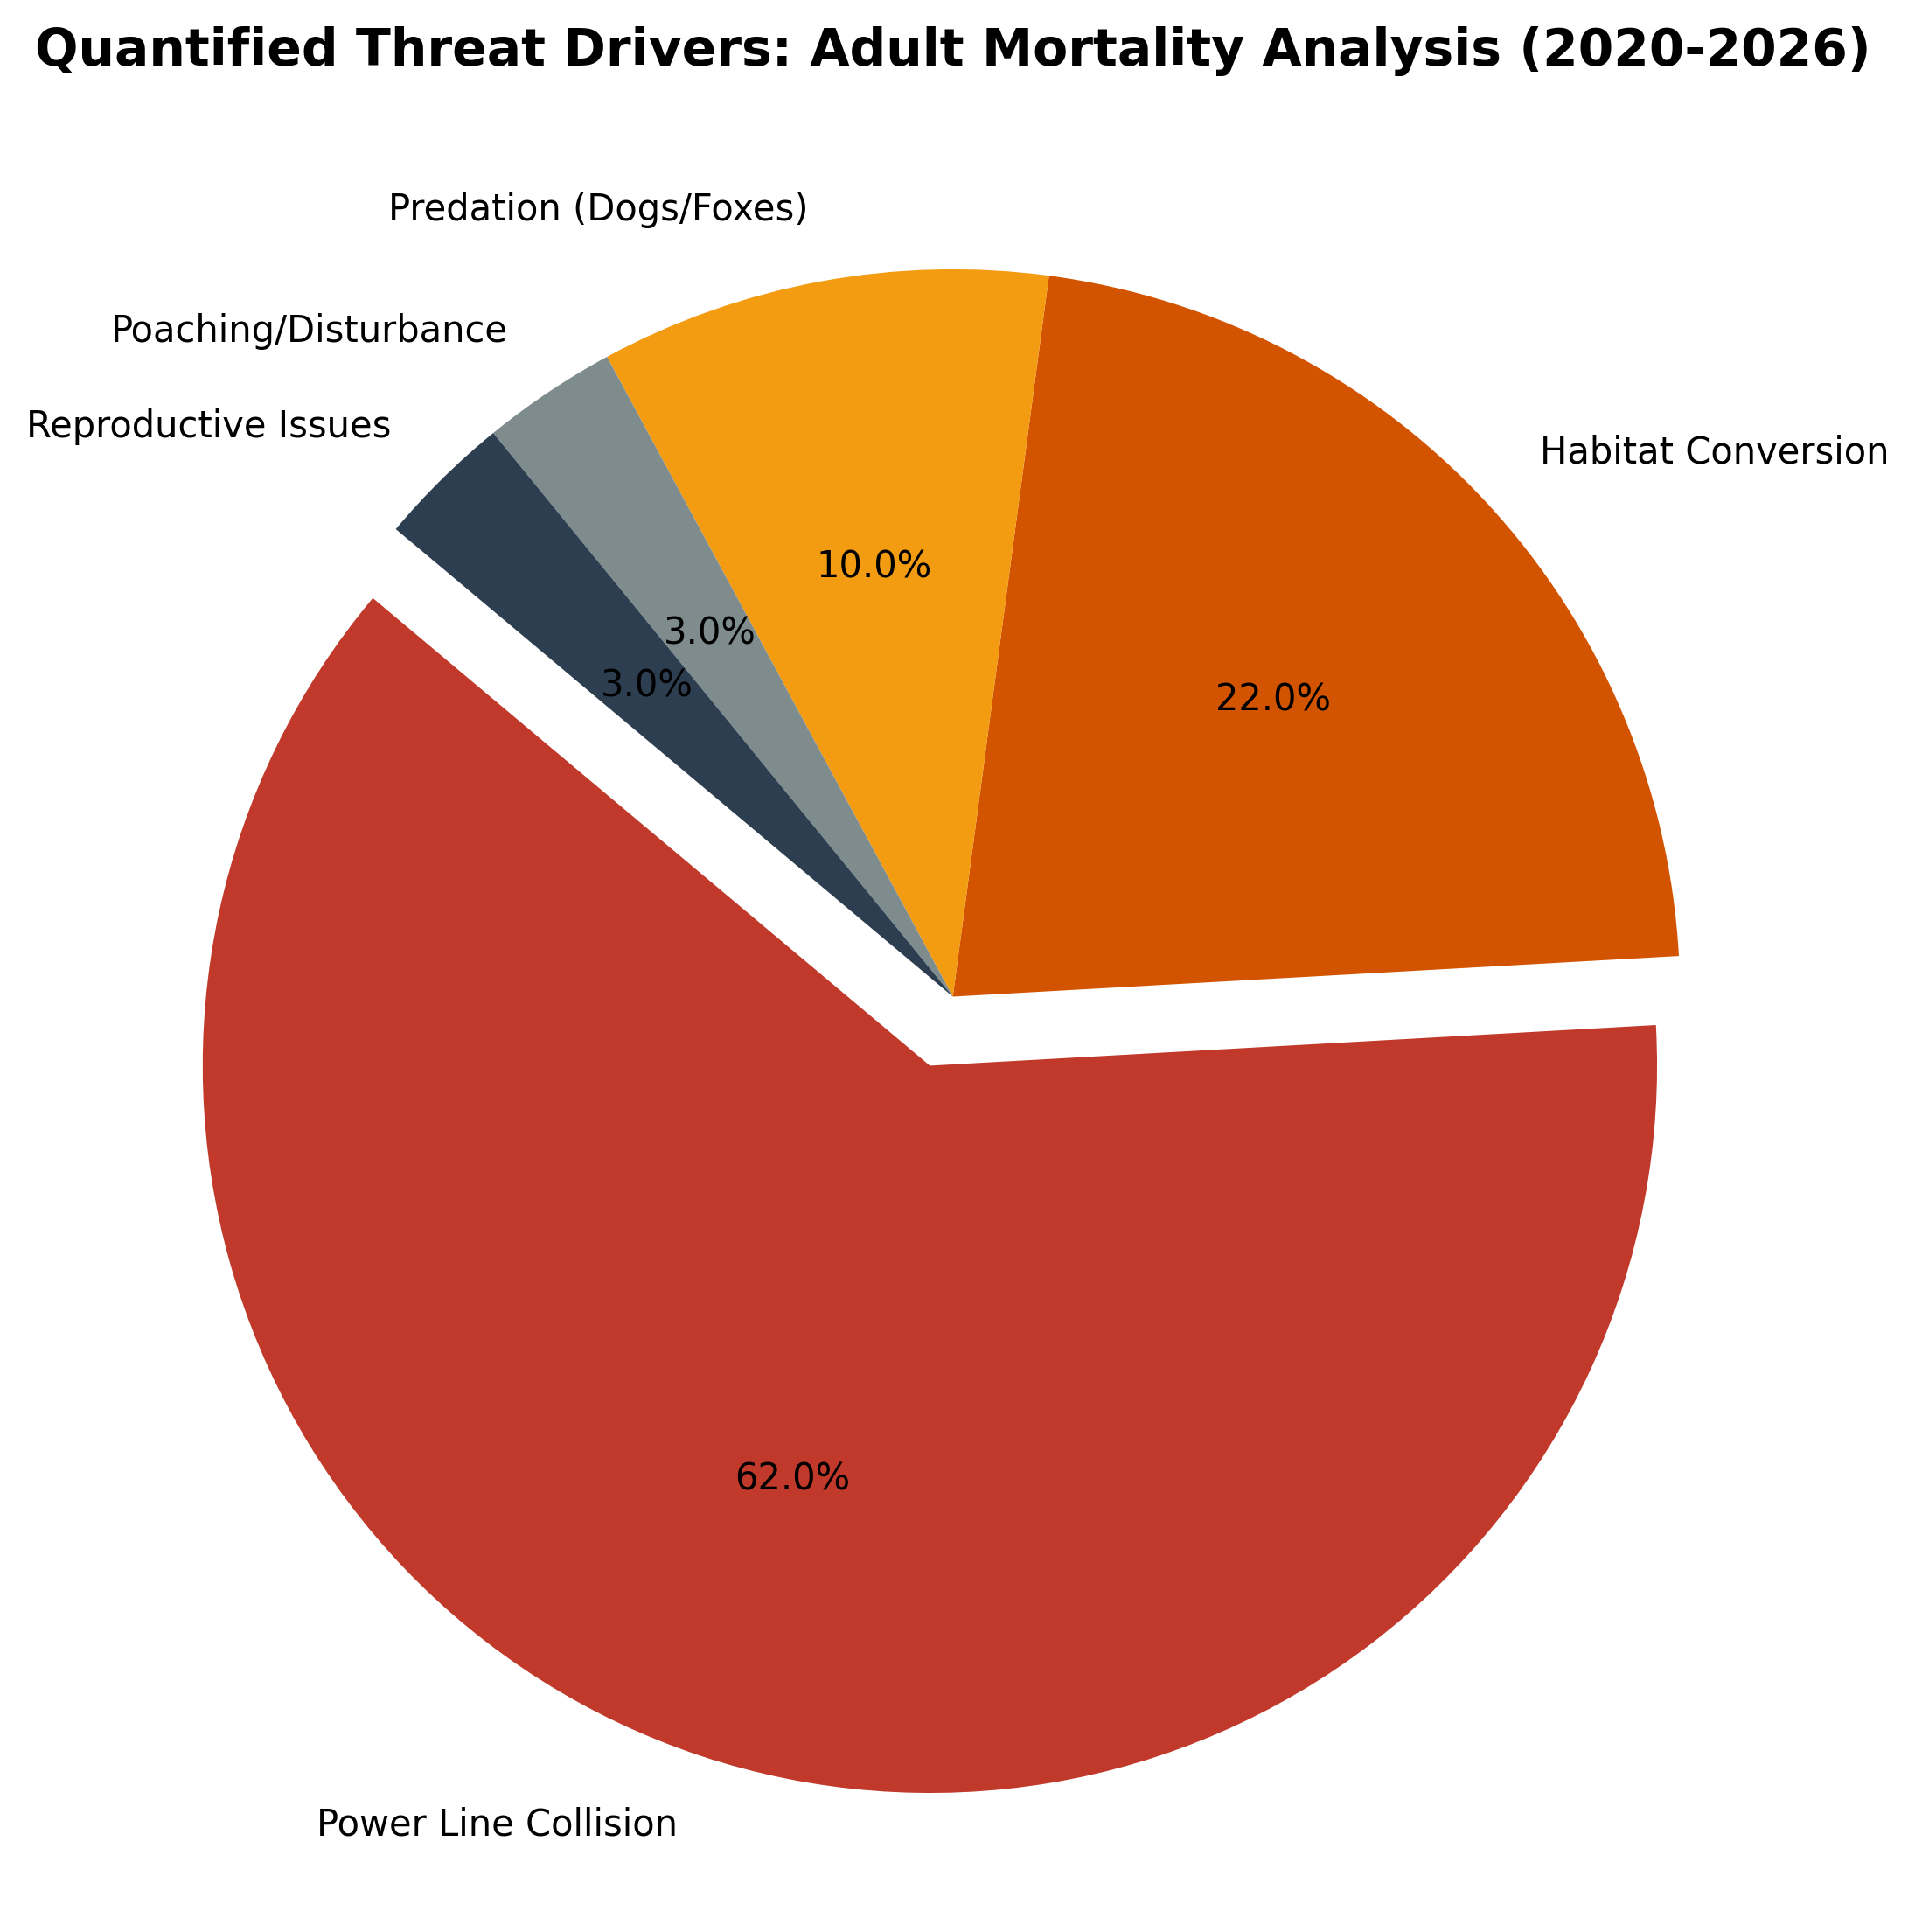 Quantified Threat Drivers: Adult Mortality Analysis (2020-2026)
Predation (Dogs/Foxes)
Poaching/Disturbance
Reproductive Issues
Habitat Conversion
10.0%
3.0%
3.0%
22.0%
62.0%
Power Line Collision